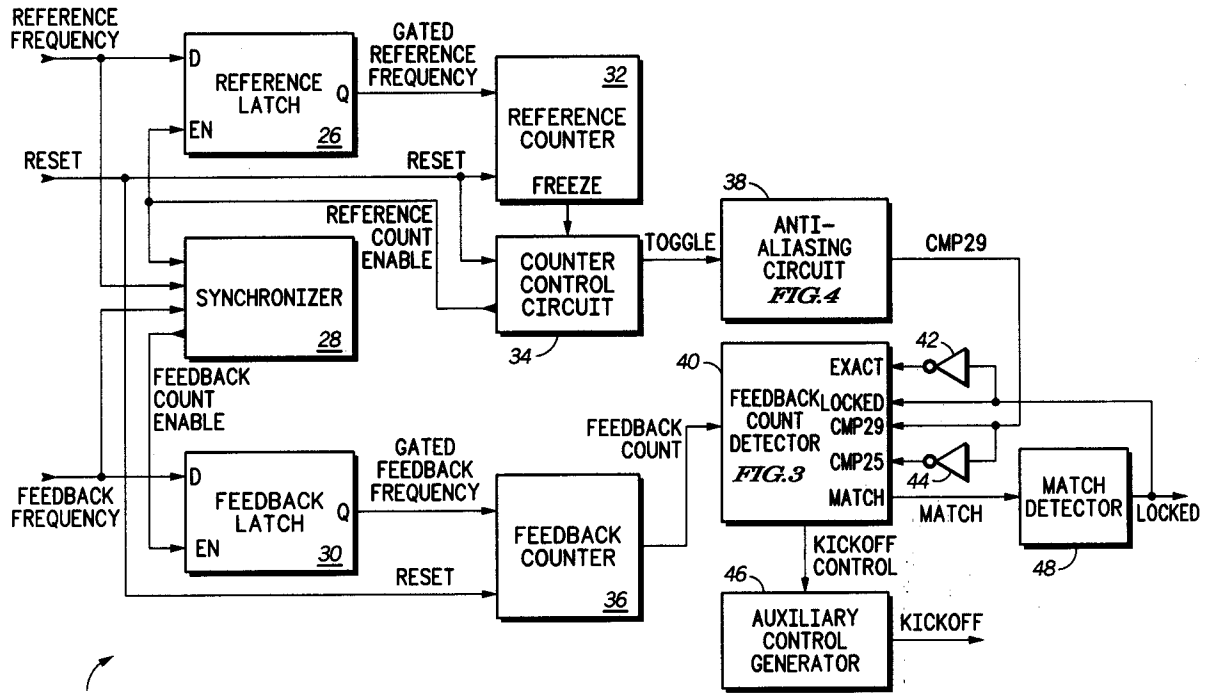 REFERENCE
FREQUENCY
D
REFERENCE
LATCH
Q
EN
26
GATED
REFERENCE
FREQUENCY
32
REFERENCE
COUNTER
FREEZE
RESET
RESET
REFERENCE
COUNT
ENABLE
SYNCHRONIZER
28
COUNTER
CONTROL
CIRCUIT
34
TOGGLE
38
ANTI-
ALIASING
CIRCUIT
FIG.4
CMP29
FEEDBACK
COUNT
ENABLE
FEEDBACK
FREQUENCY
D
FEEDBACK
LATCH
Q
EN
30
GATED
FEEDBACK
FREQUENCY
RESET
FEEDBACK
COUNTER
36
FEEDBACK
COUNT
40
FEEDBACK
COUNT
DETECTOR
FIG.3
EXACT
LOCKED
CMP29
CMP25
MATCH
42
44
MATCH
MATCH
DETECTOR
48
LOCKED
KICKOFF
CONTROL
46
AUXILIARY
CONTROL
GENERATOR
KICKOFF